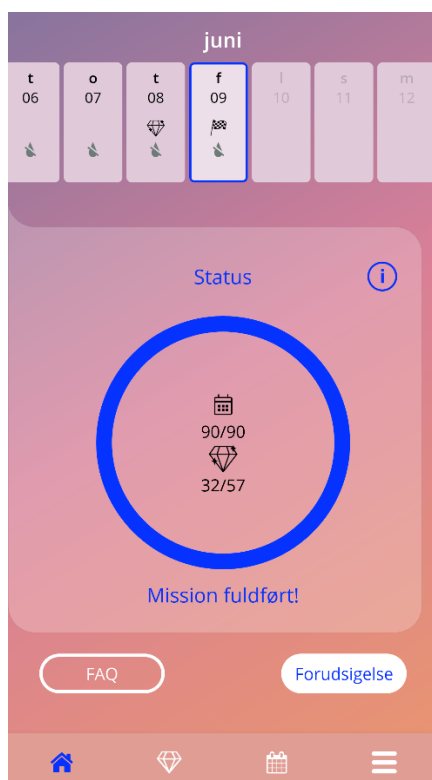 juni
t o t f l s m
06 07 08 09 10 11 12
Status
i
90/90
32/57
Mission fuldført!
FAQ Forudsigelse